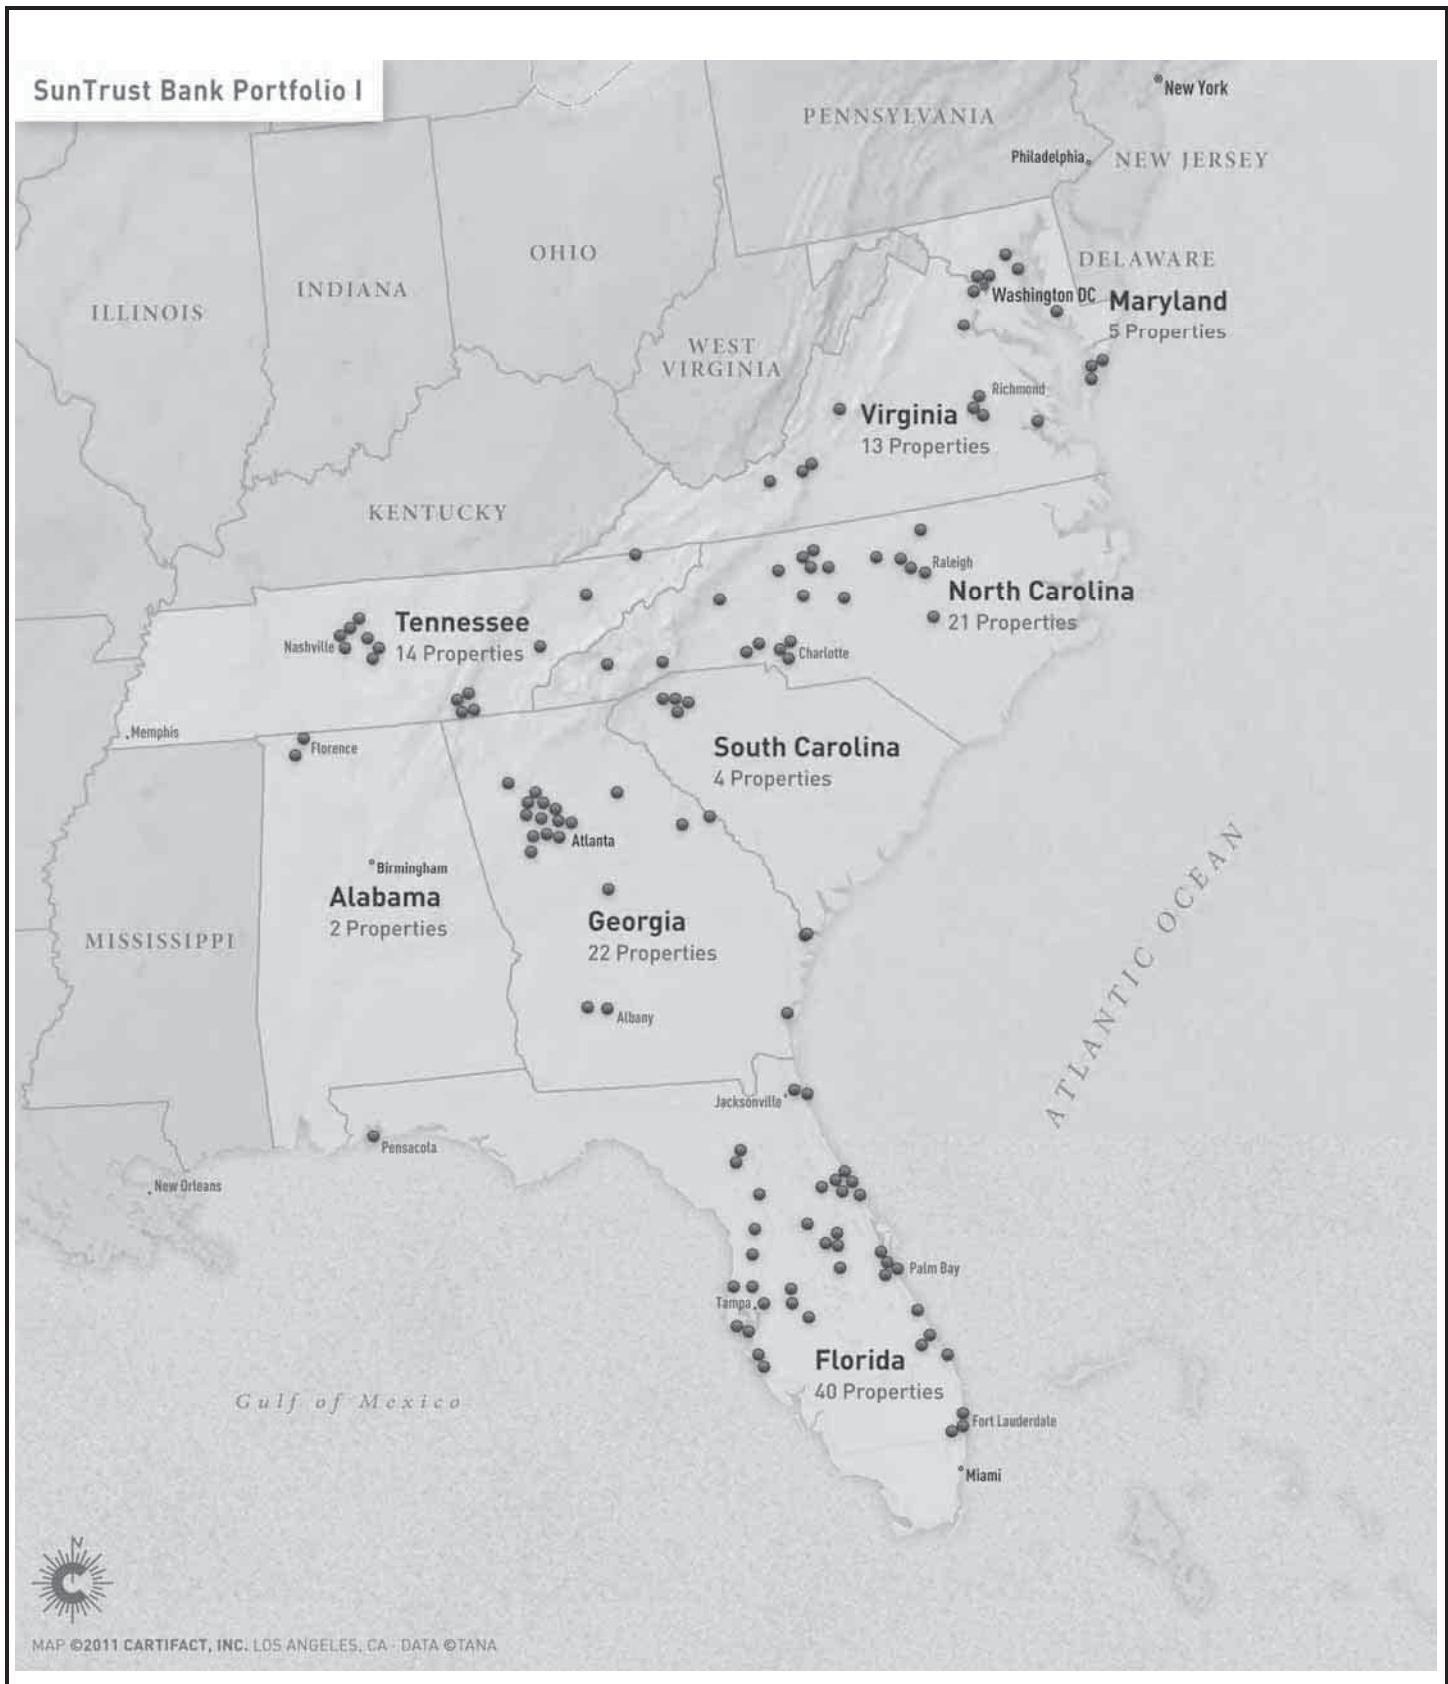 SunTrust Bank Portfolio I
New York
PENNSYLVANIA
Philadelphia
NEW JERSEY
OHIO
DELAWARE
INDIANA
ILLINOIS
Washington DC
Maryland
5 Properties
WEST
VIRGINIA
Richmond
Virginia
13 Properties
KENTUCKY
Raleigh
North Carolina
21 Properties
Tennessee
14 Properties
Nashville
Charlotte
Memphis
Florence
South Carolina
4 Properties
Atlanta
Birmingham
Alabama
2 Properties
Georgia
22 Properties
MISSISSIPPI
ATLANTIC OCEAN
Albany
Jacksonville
Pensacola
New Orleans
Palm Bay
Tampa
Florida
40 Properties
Gulf of Mexico
Fort Lauderdale
Miami
N
C
MAP ©2011 CARTIFACT, INC. LOS ANGELES, CA · DATA ©TANA